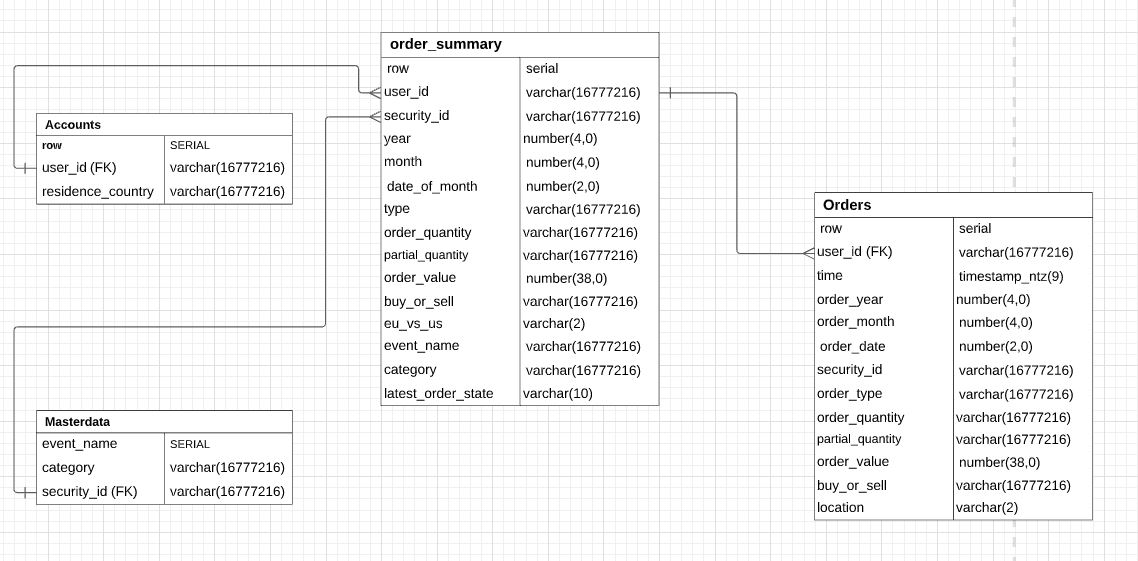 order_summary
row serial
user_id varchar(16777216)
security_id varchar(16777216)
year number(4,0)
month number(4,0)
date_of_month number(2,0)
type varchar(16777216)
order_quantity varchar(16777216)
partial_quantity varchar(16777216)
order_value number(38,0)
buy_or_sell varchar(16777216)
eu_vs_us varchar(2)
event_name varchar(16777216)
category varchar(16777216)
latest_order_state varchar(10)
Accounts
row SERIAL
user_id (FK) varchar(16777216)
residence_country varchar(16777216)
Masterdata
event_name SERIAL
category varchar(16777216)
security_id (FK) varchar(16777216)
Orders
row serial
user_id (FK) varchar(16777216)
time timestamp_ntz(9)
order_year number(4,0)
order_month number(4,0)
order_date number(2,0)
security_id varchar(16777216)
order_type varchar(16777216)
order_quantity varchar(16777216)
partial_quantity varchar(16777216)
order_value number(38,0)
buy_or_sell varchar(16777216)
location varchar(2)